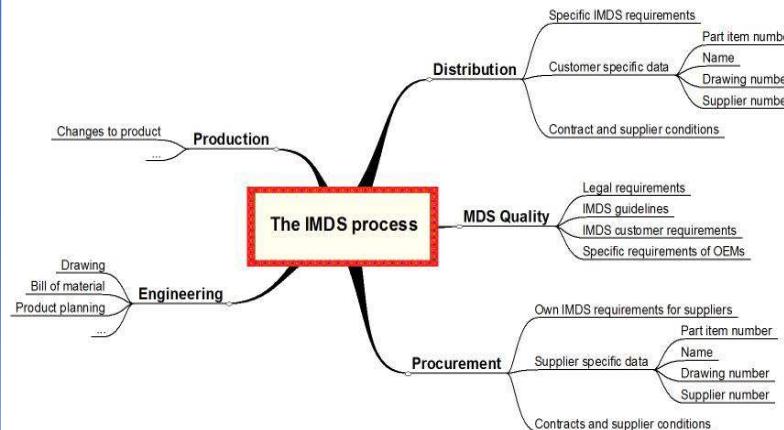 Specific IMDS requirements
Distribution
Customer specific data
Part item numbe
Name
Drawing numbe
Supplier numbe
Contract and supplier conditions
Changes to product
...
Production
The IMDS process
MDS Quality
Legal requirements
IMDS guidelines
IMDS customer requirements
Specific requirements of OEMs
Drawing
Bill of material
Product planning
...
Engineering
Procurement
Own IMDS requirements for suppliers
Supplier specific data
Part item number
Name
Drawing number
Supplier number
Contracts and supplier conditions